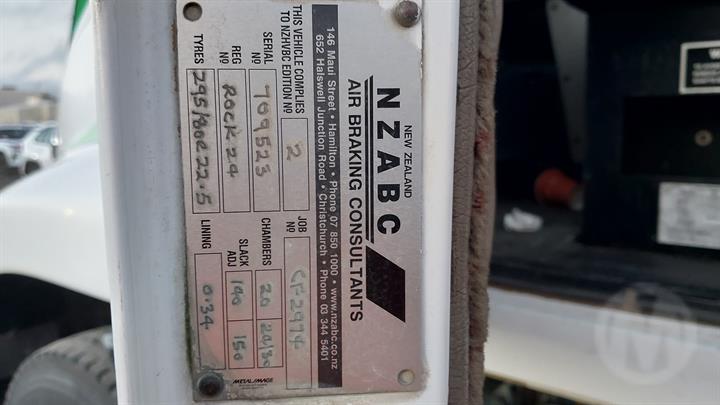 NEW ZEALAND
NZABC
AIR BRAKING CONSULTANTS
146 Maui Street • Hamilton • Phone 07 850 1000 • www.nzabc.co.nz
652 Halswell Junction Road • Christchurch • Phone 03 344 5401
THIS VEHICLE COMPLIES
TO NZHVBC EDITION Nº 2
JOB Nº CF2974
SERIAL Nº 709523
CHAMBERS 20 24/30
REG Nº ROCK 24
SLACK ADJ 140 150
TYRES 295/80R22.5
LINING 0.34
METALIMAGE